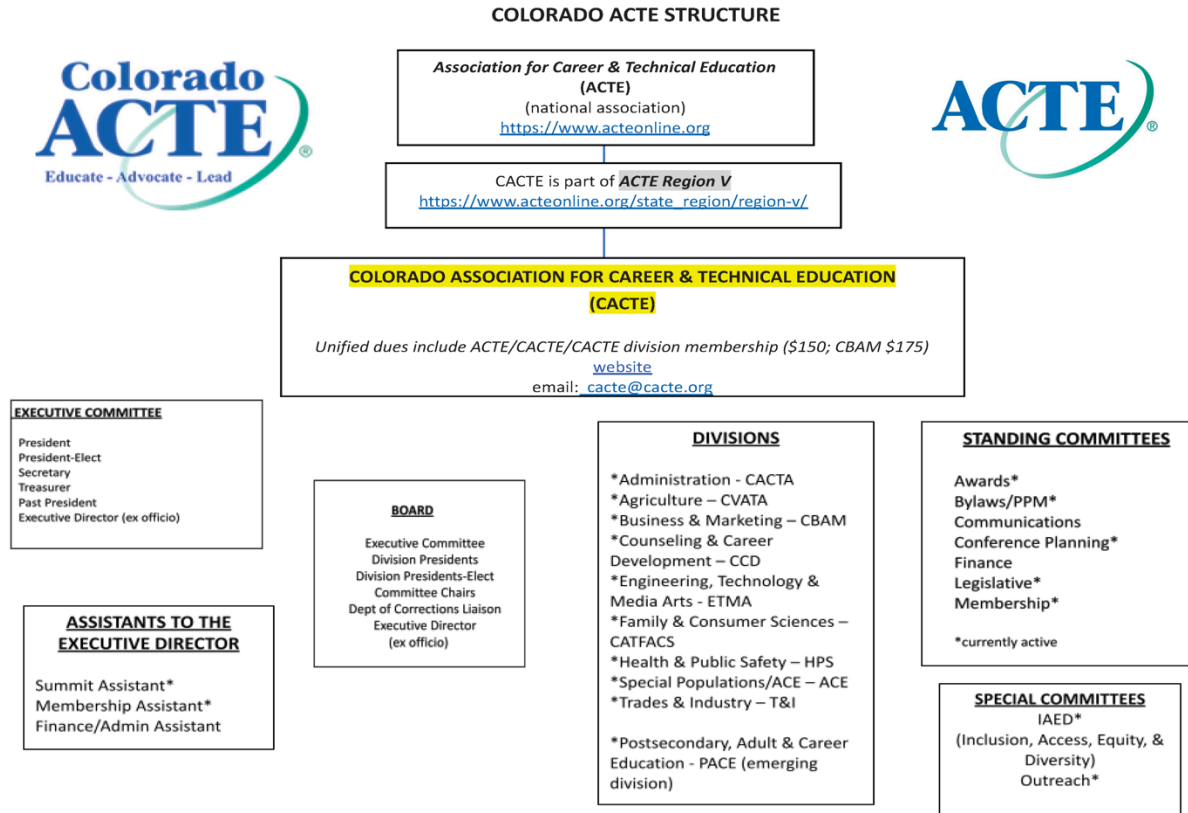 COLORADO ACTE STRUCTURE
Colorado
ACTE®
Educate - Advocate - Lead
Association for Career & Technical Education
(ACTE)
(national association)
https://www.acteonline.org
ACTE®
CACTE is part of ACTE Region V
https://www.acteonline.org/state_region/region-v/
COLORADO ASSOCIATION FOR CAREER & TECHNICAL EDUCATION
(CACTE)
Unified dues include ACTE/CACTE/CACTE division membership ($150; CBAM $175)
website
email: cacte@cacte.org
EXECUTIVE COMMITTEE
President
President-Elect
Secretary
Treasurer
Past President
Executive Director (ex officio)
ASSISTANTS TO THE
EXECUTIVE DIRECTOR
Summit Assistant*
Membership Assistant*
Finance/Admin Assistant
BOARD
Executive Committee
Division Presidents
Division Presidents-Elect
Committee Chairs
Dept of Corrections Liaison
Executive Director
(ex officio)
DIVISIONS
*Administration - CACTA
*Agriculture – CVATA
*Business & Marketing – CBAM
*Counseling & Career
Development – CCD
*Engineering, Technology &
Media Arts - ETMA
*Family & Consumer Sciences –
CATFACS
*Health & Public Safety – HPS
*Special Populations/ACE – ACE
*Trades & Industry – T&I
*Postsecondary, Adult & Career
Education - PACE (emerging
division)
STANDING COMMITTEES
Awards*
Bylaws/PPM*
Communications
Conference Planning*
Finance
Legislative*
Membership*
*currently active
SPECIAL COMMITTEES
IAED*
(Inclusion, Access, Equity, &
Diversity)
Outreach*